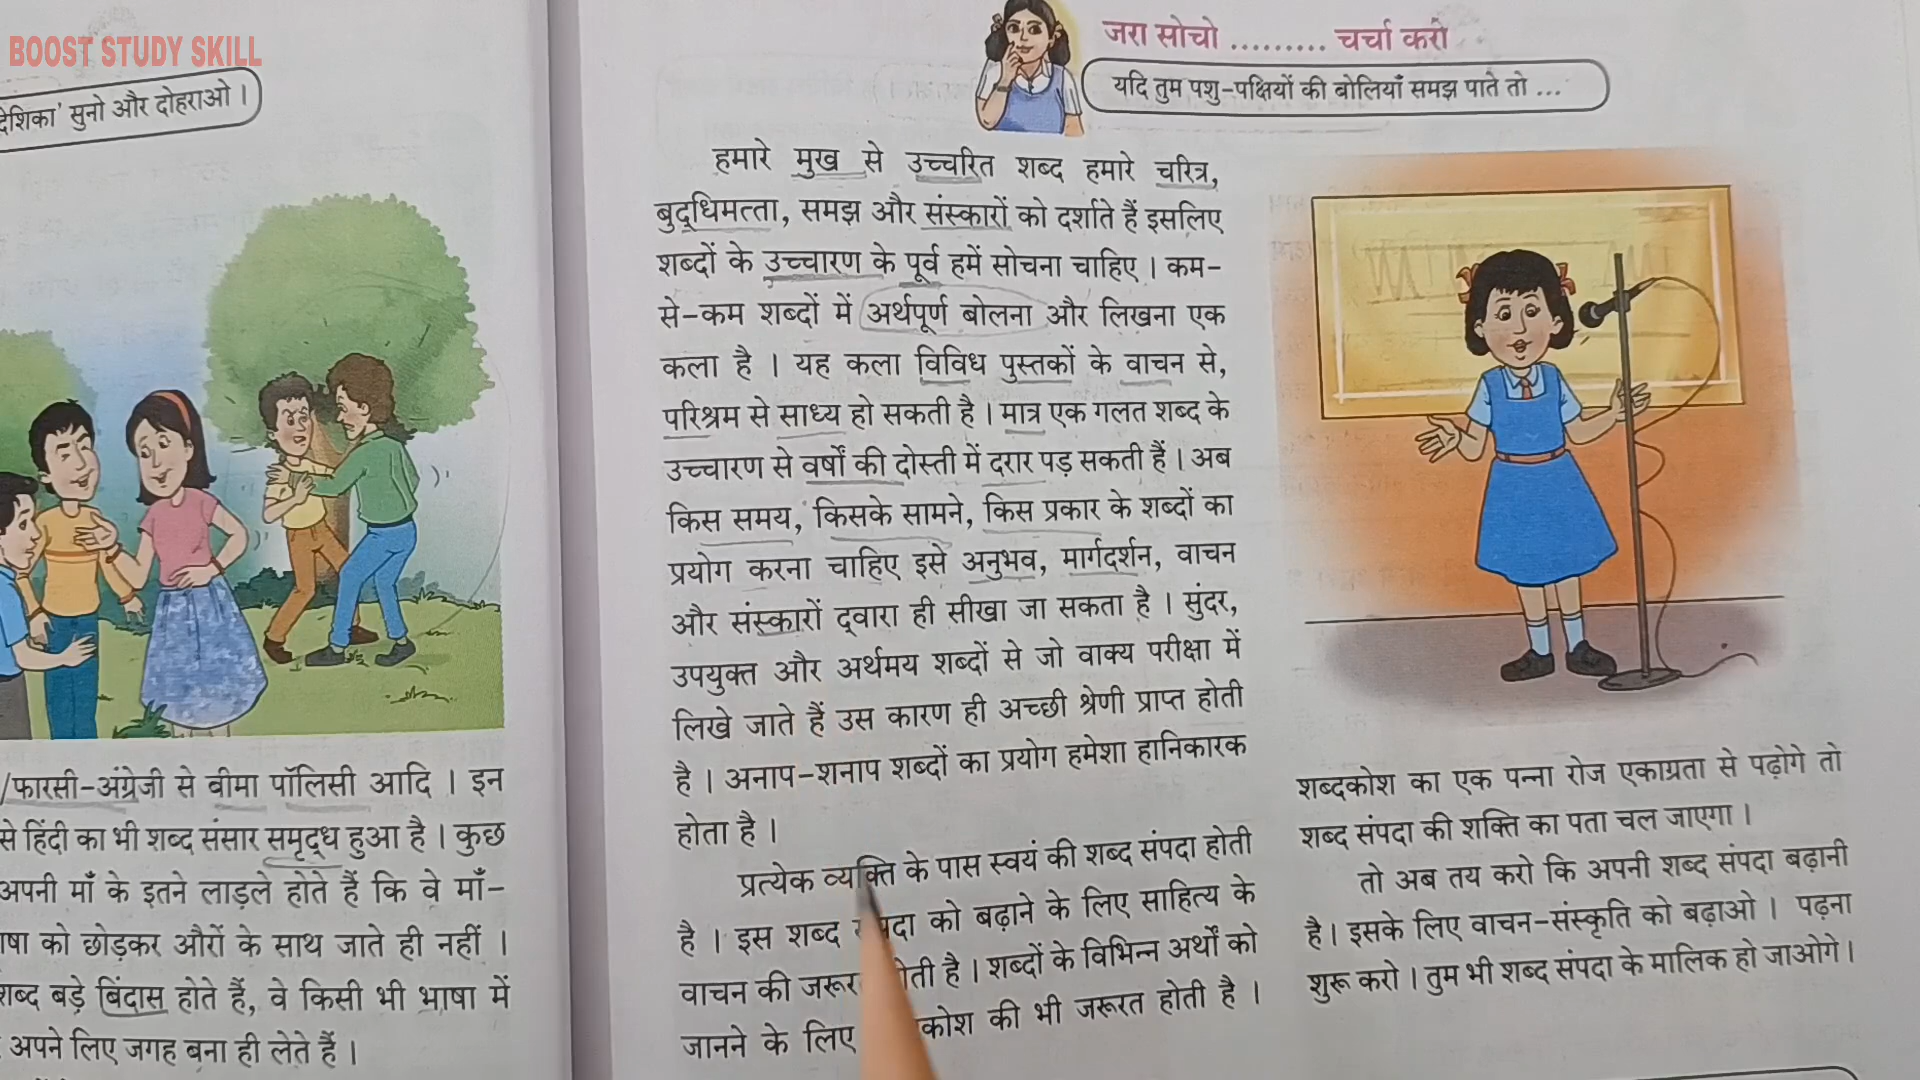 BOOST STUDY SKILL
सुनो और दोहराओ ।
/फारसी-अंग्रेजी से बीमा पॉलिसी आदि । इन
से हिंदी का भी शब्द संसार समृद्ध हुआ है । कुछ
अपनी माँ के इतने लाड़ले होते हैं कि वे माँ-
को छोड़कर औरों के साथ जाते ही नहीं ।
शब्द बड़े बिंदास होते हैं, वे किसी भी भाषा में
अपने लिए जगह बना ही लेते हैं ।
जरा सोचो ......... चर्चा करो
यदि तुम पशु-पक्षियों की बोलियाँ समझ पाते तो ...
हमारे मुख से उच्चरित शब्द हमारे चरित्र,
बुद्धिमत्ता, समझ और संस्कारों को दर्शाते हैं इसलिए
शब्दों के उच्चारण के पूर्व हमें सोचना चाहिए । कम-
से-कम शब्दों में अर्थपूर्ण बोलना और लिखना एक
कला है । यह कला विविध पुस्तकों के वाचन से,
परिश्रम से साध्य हो सकती है । मात्र एक गलत शब्द के
उच्चारण से वर्षों की दोस्ती में दरार पड़ सकती हैं । अब
किस समय, किसके सामने, किस प्रकार के शब्दों का
प्रयोग करना चाहिए इसे अनुभव, मार्गदर्शन, वाचन
और संस्कारों द्वारा ही सीखा जा सकता है । सुंदर,
उपयुक्त और अर्थमय शब्दों से जो वाक्य परीक्षा में
लिखे जाते हैं उस कारण ही अच्छी श्रेणी प्राप्त होती
है । अनाप-शनाप शब्दों का प्रयोग हमेशा हानिकारक
होता है ।
प्रत्येक व्यक्ति के पास स्वयं की शब्द संपदा होती
है । इस शब्द को बढ़ाने के लिए साहित्य के
वाचन की है । शब्दों के विभिन्न अर्थों को
जानने के लिए की भी जरूरत होती है ।
शब्दकोश का एक पन्ना रोज एकाग्रता से पढ़ोगे तो
शब्द संपदा की शक्ति का पता चल जाएगा ।
तो अब तय करो कि अपनी शब्द संपदा बढ़ानी
है । इसके लिए वाचन-संस्कृति को बढ़ाओ । पढ़ना
शुरू करो । तुम भी शब्द संपदा के मालिक हो जाओगे ।